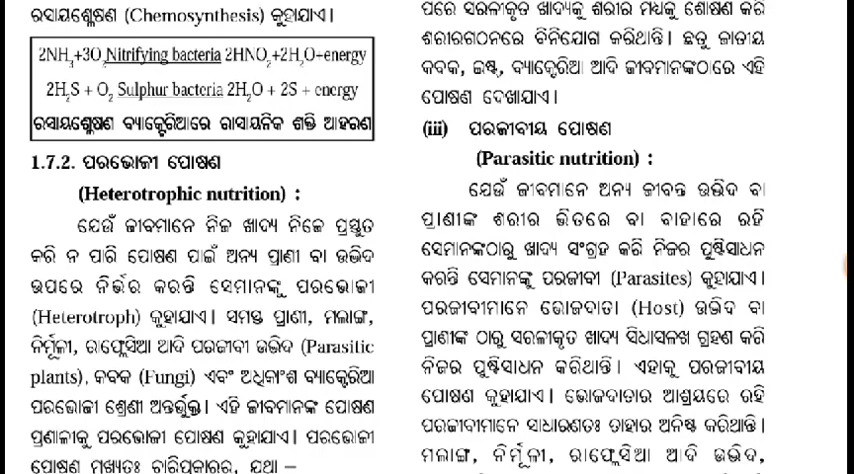 ରସାୟଶ୍ଳେଷଣ (Chemosynthesis) କୁହାଯାଏ।
2NH₃+3O₂ Nitrifying bacteria 2HNO₂+2H₂O+energy
2H₂S + O₂ Sulphur bacteria 2H₂O + 2S + energy
ରସାୟଶ୍ଳେଷଣ ବ୍ୟାକ୍ଟେରିଆରେ ରାସାୟନିକ ଶକ୍ତି ଆହରଣ
1.7.2. ପରଭୋଜୀ ପୋଷଣ
(Heterotrophic nutrition) :
ଯେଉଁ ଜୀବମାନେ ନିଜ ଖାଦ୍ୟ ନିଜେ ପ୍ରସ୍ତୁତ
କରି ନ ପାରି ପୋଷଣ ପାଇଁ ଅନ୍ୟ ପ୍ରାଣୀ ବା ଉଦ୍ଭିଦ
ଉପରେ ନିର୍ଭର କରନ୍ତି ସେମାନଙ୍କୁ ପରଭୋଜୀ
(Heterotroph) କୁହାଯାଏ। ସମସ୍ତ ପ୍ରାଣୀ, ମଲାଙ୍ଗ,
ନିର୍ମୂଳୀ, ରାଫ୍ଲେସିଆ ଆଦି ପରଜୀବୀ ଉଦ୍ଭିଦ (Parasitic
plants), କବକ (Fungi) ଏବଂ ଅଧିକାଂଶ ବ୍ୟାକ୍ଟେରିଆ
ପରଭୋଜୀ ଶ୍ରେଣୀ ଅନ୍ତର୍ଭୁକ୍ତ। ଏହି ଜୀବମାନଙ୍କ ପୋଷଣ
ପ୍ରଣାଳୀକୁ ପରଭୋଜୀ ପୋଷଣ କୁହାଯାଏ। ପରଭୋଜୀ
ପୋଷଣ ମୁଖ୍ୟତଃ ଚାରିପ୍ରକାରର, ଯଥା –
ପରେ ସରଳୀକୃତ ଖାଦ୍ୟକୁ ଶରୀର ମଧ୍ୟକୁ ଶୋଷଣ କରି
ଶରୀରଗଠନରେ ବିନିଯୋଗ କରିଥାନ୍ତି। ଛତୁ ଜାତୀୟ
କବକ, ଇଷ୍ଟ, ବ୍ୟାକ୍ଟେରିଆ ଆଦି ଜୀବମାନଙ୍କଠାରେ ଏହି
ପୋଷଣ ଦେଖାଯାଏ।
(iii) ପରଜୀବୀୟ ପୋଷଣ
(Parasitic nutrition) :
ଯେଉଁ ଜୀବମାନେ ଅନ୍ୟ ଜୀବନ୍ତ ଉଦ୍ଭିଦ ବା
ପ୍ରାଣୀଙ୍କ ଶରୀର ଭିତରେ ବା ବାହାରେ ରହି
ସେମାନଙ୍କଠାରୁ ଖାଦ୍ୟ ସଂଗ୍ରହ କରି ନିଜର ପୁଷ୍ଟିସାଧନ
କରନ୍ତି ସେମାନଙ୍କୁ ପରଜୀବୀ (Parasites) କୁହାଯାଏ।
ପରଜୀବୀମାନେ ଭୋଜଦାତା (Host) ଉଦ୍ଭିଦ ବା
ପ୍ରାଣୀଙ୍କ ଠାରୁ ସରଳୀକୃତ ଖାଦ୍ୟ ସିଧାସଳଖ ଗ୍ରହଣ କରି
ନିଜର ପୁଷ୍ଟିସାଧନ କରିଥାନ୍ତି। ଏହାକୁ ପରଜୀବୀୟ
ପୋଷଣ କୁହାଯାଏ। ଭୋଜଦାତାର ଆଶ୍ରୟରେ ରହି
ପରଜୀବୀମାନେ ସାଧାରଣତଃ ତାହାର ଅନିଷ୍ଟ କରିଥାନ୍ତି।
ମଲାଙ୍ଗ, ନିର୍ମୂଳୀ, ରାଫ୍ଲେସିଆ ଆଦି ଉଦ୍ଭିଦ,